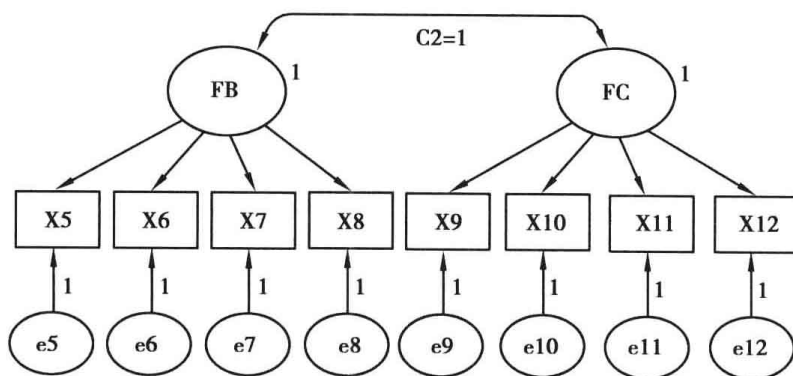 C2=1
FB 1 FC 1
X5 X6 X7 X8 X9 X10 X11 X12
1 1 1 1 1 1 1 1
e5 e6 e7 e8 e9 e10 e11 e12